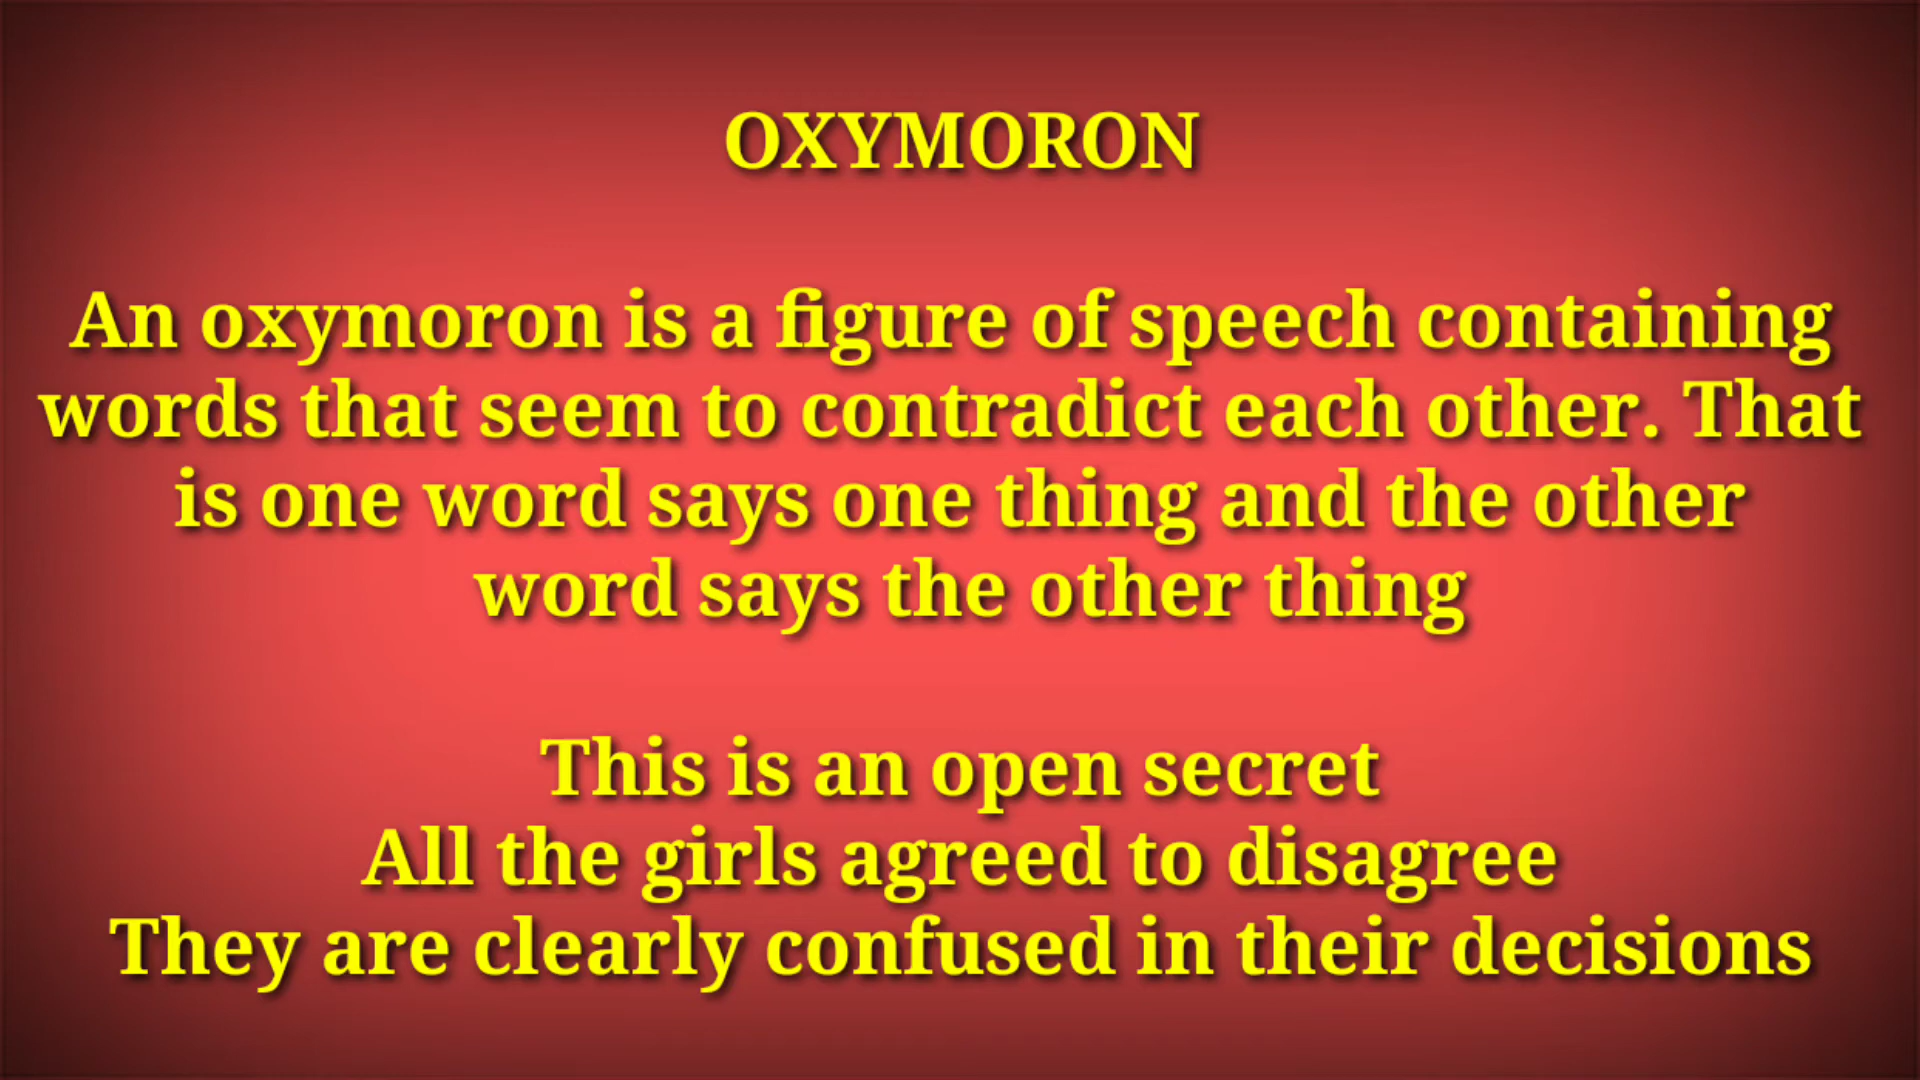 OXYMORON
An oxymoron is a figure of speech containing
words that seem to contradict each other. That
is one word says one thing and the other
word says the other thing
This is an open secret
All the girls agreed to disagree
They are clearly confused in their decisions